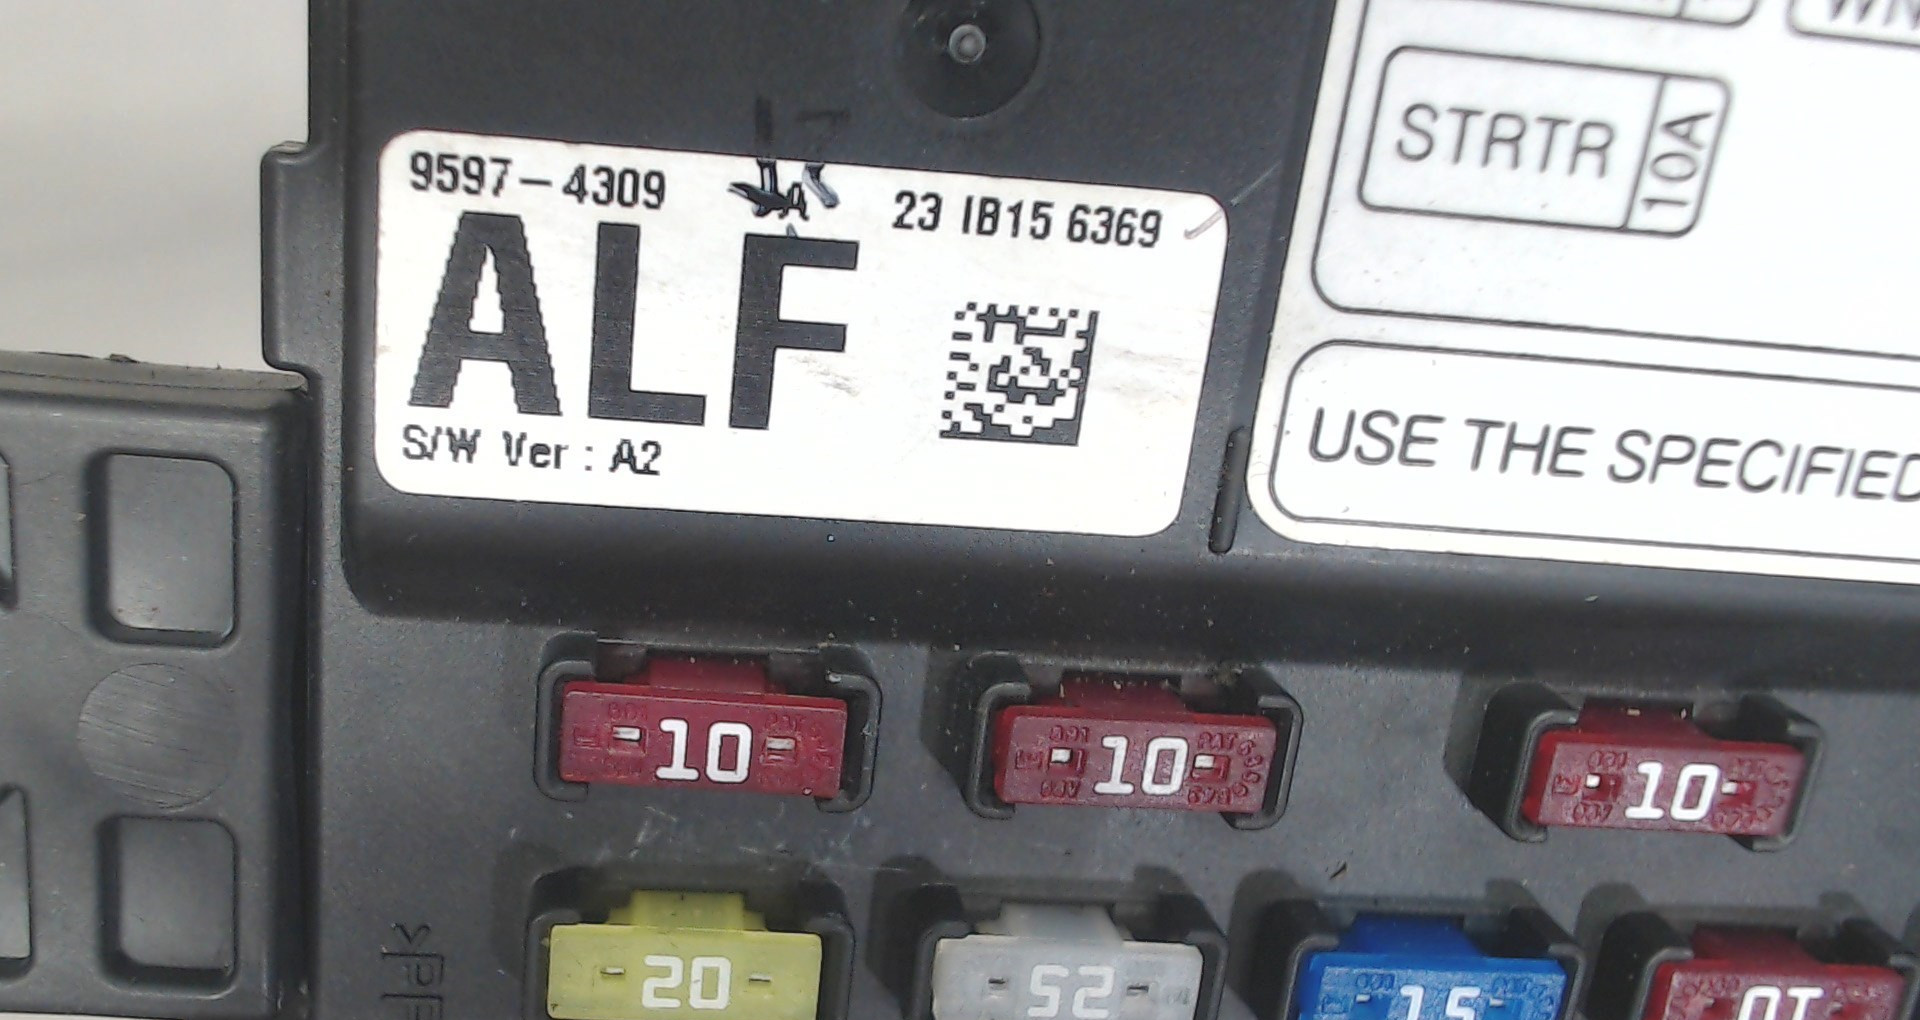 STRTR 10A
9597-4309 23 IB15 6369
ALF
S/W Ver : A2
USE THE SPECIFIED
10 10 10
20 25 15 10